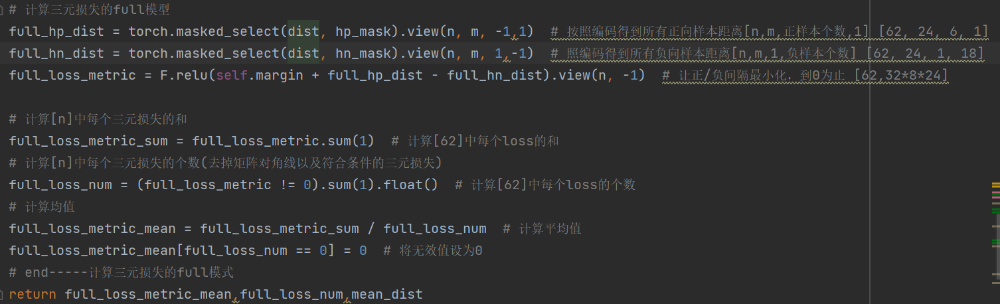 # 计算三元损失的full模型
full_hp_dist = torch.masked_select(dist, hp_mask).view(n, m, -1,1)  # 按照编码得到所有正向样本距离[n,m,正样本个数,1] [62, 24, 6, 1]
full_hn_dist = torch.masked_select(dist, hn_mask).view(n, m, 1,-1)  # 照编码得到所有负向样本距离[n,m,1,负样本个数] [62, 24, 1, 18]
full_loss_metric = F.relu(self.margin + full_hp_dist - full_hn_dist).view(n, -1)  # 让正/负间隔最小化．到0为止 [62,32*8*24]
# 计算[n]中每个三元损失的和
full_loss_metric_sum = full_loss_metric.sum(1)  # 计算[62]中每个loss的和
# 计算[n]中每个三元损失的个数(去掉矩阵对角线以及符合条件的三元损失)
full_loss_num = (full_loss_metric != 0).sum(1).float()  # 计算[62]中每个loss的个数
# 计算均值
full_loss_metric_mean = full_loss_metric_sum / full_loss_num  # 计算平均值
full_loss_metric_mean[full_loss_num == 0] = 0  # 将无效值设为0
# end-----计算三元损失的full模式
return full_loss_metric_mean,full_loss_num,mean_dist